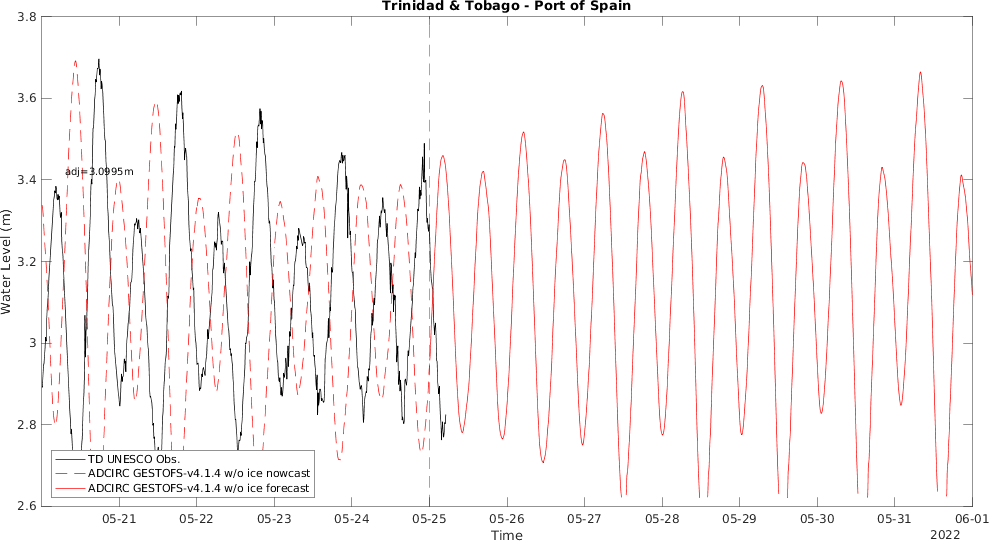 Trinidad & Tobago - Port of Spain
3.8
3.6
3.4
3.2
3
2.8
2.6
Water Level (m)
adj=3.0995m
TD UNESCO Obs.
ADCIRC GESTOFS-v4.1.4 w/o ice nowcast
ADCIRC GESTOFS-v4.1.4 w/o ice forecast
05-21 05-22 05-23 05-24 05-25 05-26 05-27 05-28 05-29 05-30 05-31 06-01
Time
2022